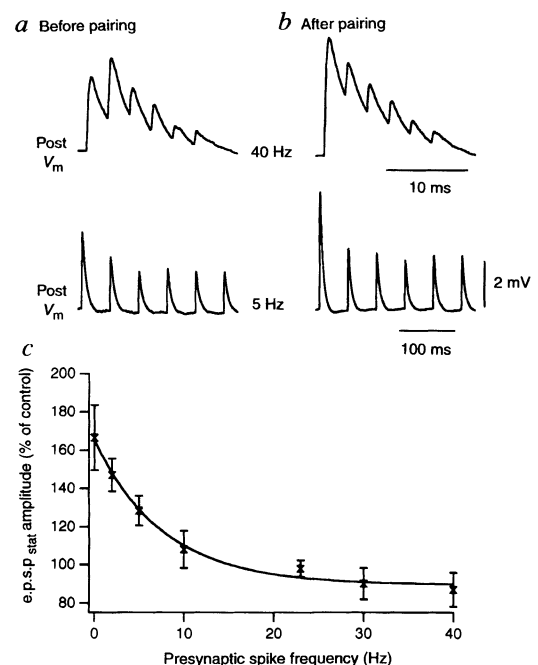 a Before pairing
b After pairing
Post
Vm
40 Hz
10 ms
Post
Vm
5 Hz
2 mV
100 ms
c
200
180
160
140
120
100
80
e.p.s.p stat amplitude (% of control)
0 10 20 30 40
Presynaptic spike frequency (Hz)